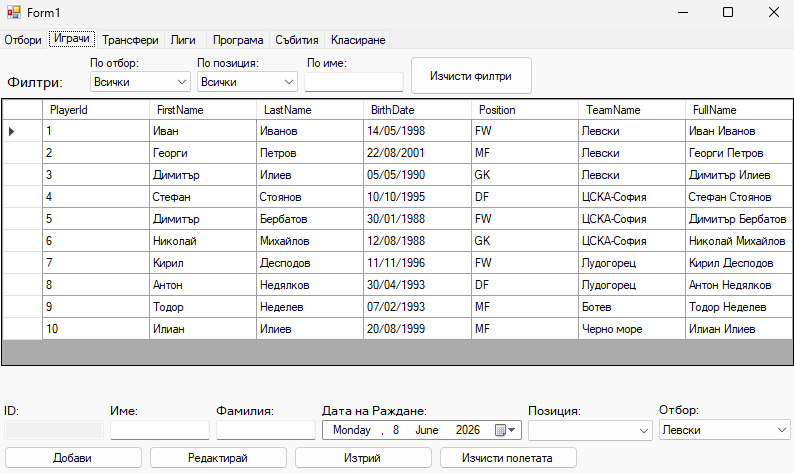 Form1
Отбори Играчи Трансфери Лиги Програма Събития Класиране
По отбор: По позиция: По име:
Филтри: Всички Всички Изчисти филтри
PlayerId FirstName LastName BirthDate Position TeamName FullName
1 Иван Иванов 14/05/1998 FW Левски Иван Иванов
2 Георги Петров 22/08/2001 MF Левски Георги Петров
3 Димитър Илиев 05/05/1990 GK Левски Димитър Илиев
4 Стефан Стоянов 10/10/1995 DF ЦСКА-София Стефан Стоянов
5 Димитър Бербатов 30/01/1988 FW ЦСКА-София Димитър Бербатов
6 Николай Михайлов 12/08/1988 GK ЦСКА-София Николай Михайлов
7 Кирил Десподов 11/11/1996 FW Лудогорец Кирил Десподов
8 Антон Недялков 30/04/1993 DF Лудогорец Антон Недялков
9 Тодор Неделев 07/02/1993 MF Ботев Тодор Неделев
10 Илиан Илиев 20/08/1999 MF Черно море Илиан Илиев
ID: Име: Фамилия: Дата на Раждане: Позиция: Отбор:
Monday , 8 June 2026 Левски
Добави Редактирай Изтрий Изчисти полетата